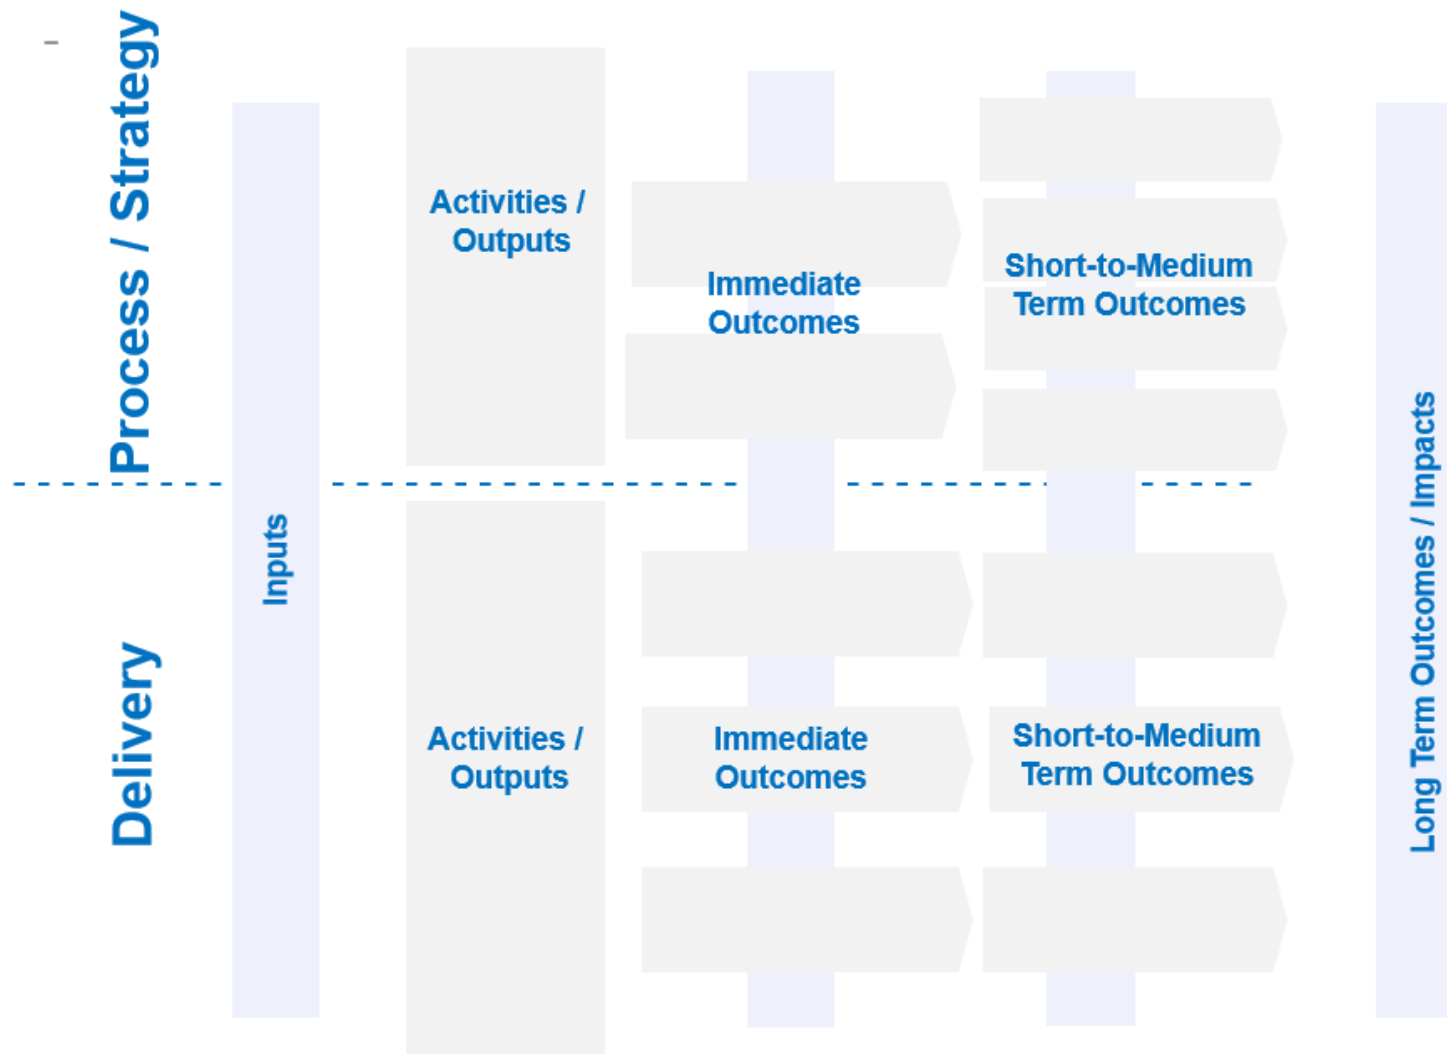 Process / Strategy
Activities /
Outputs
Immediate
Outcomes
Short-to-Medium
Term Outcomes
Inputs
Long Term Outcomes / Impacts
Delivery
Activities /
Outputs
Immediate
Outcomes
Short-to-Medium
Term Outcomes